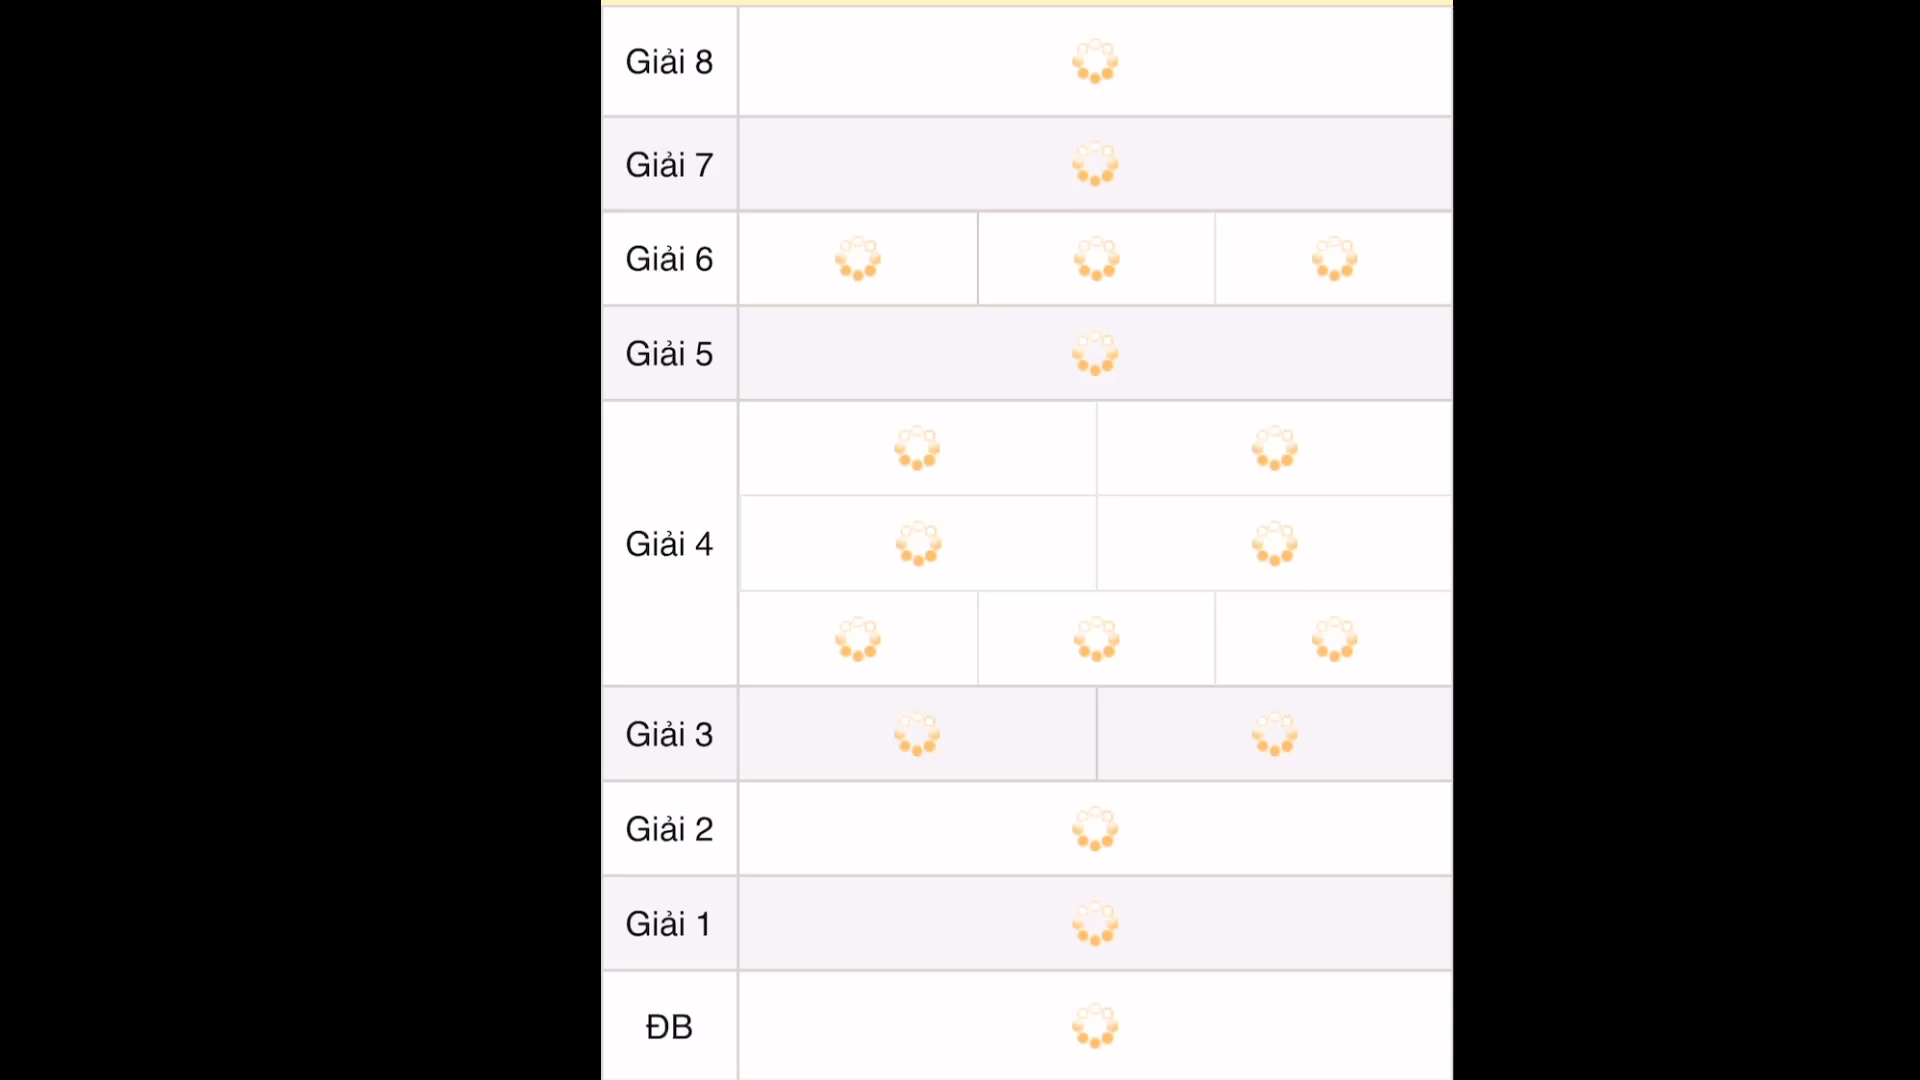 Giải 8
Giải 7
Giải 6
Giải 5
Giải 4
Giải 3
Giải 2
Giải 1
ĐB